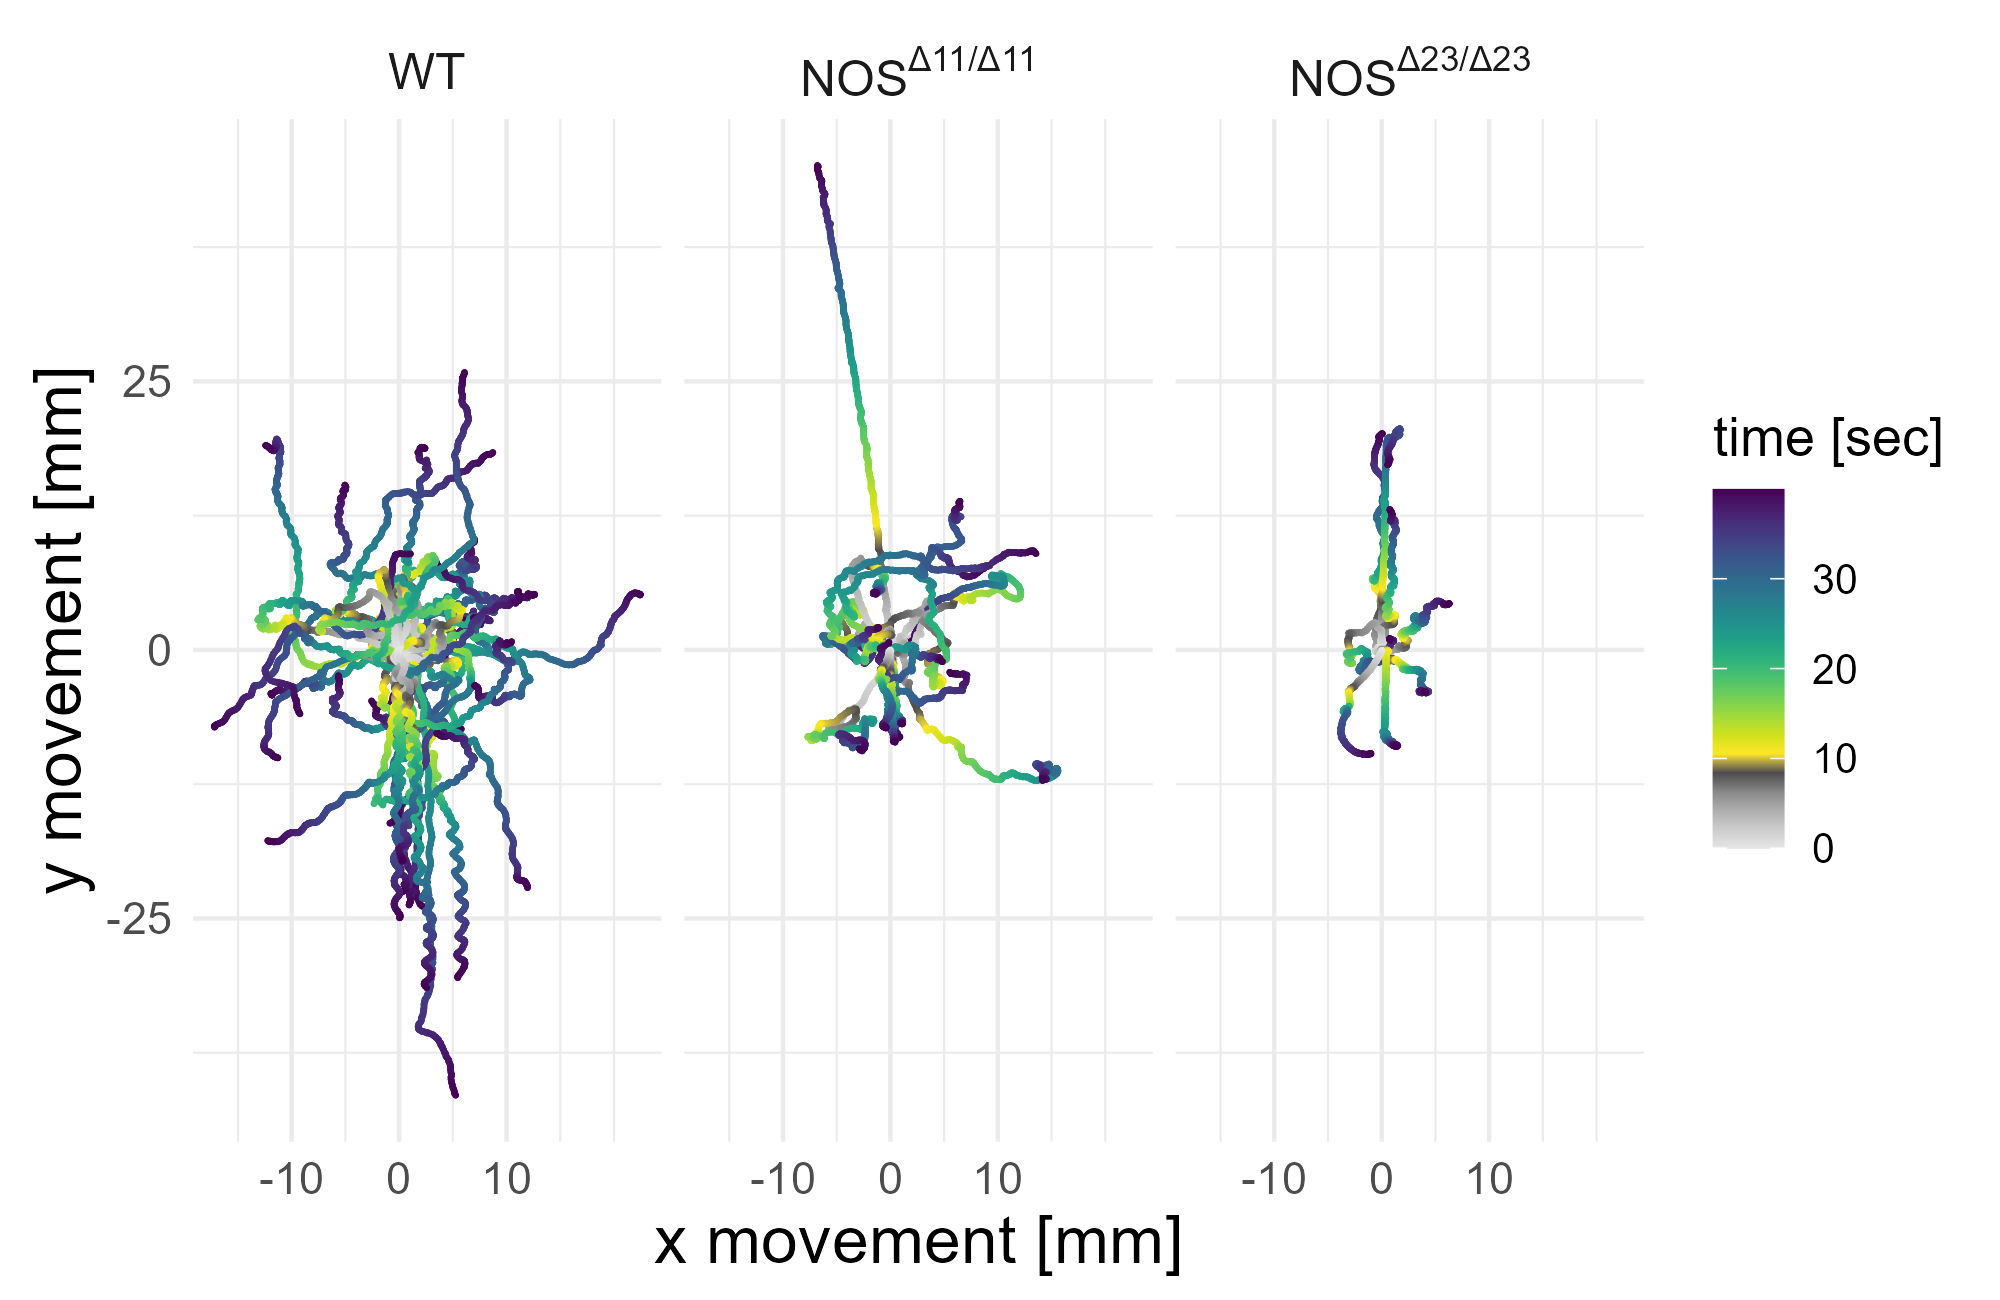 WT NOS^Δ11/Δ11 NOS^Δ23/Δ23
y movement [mm]
25
0
-25
-10 0 10 -10 0 10 -10 0 10
x movement [mm]
time [sec]
30
20
10
0